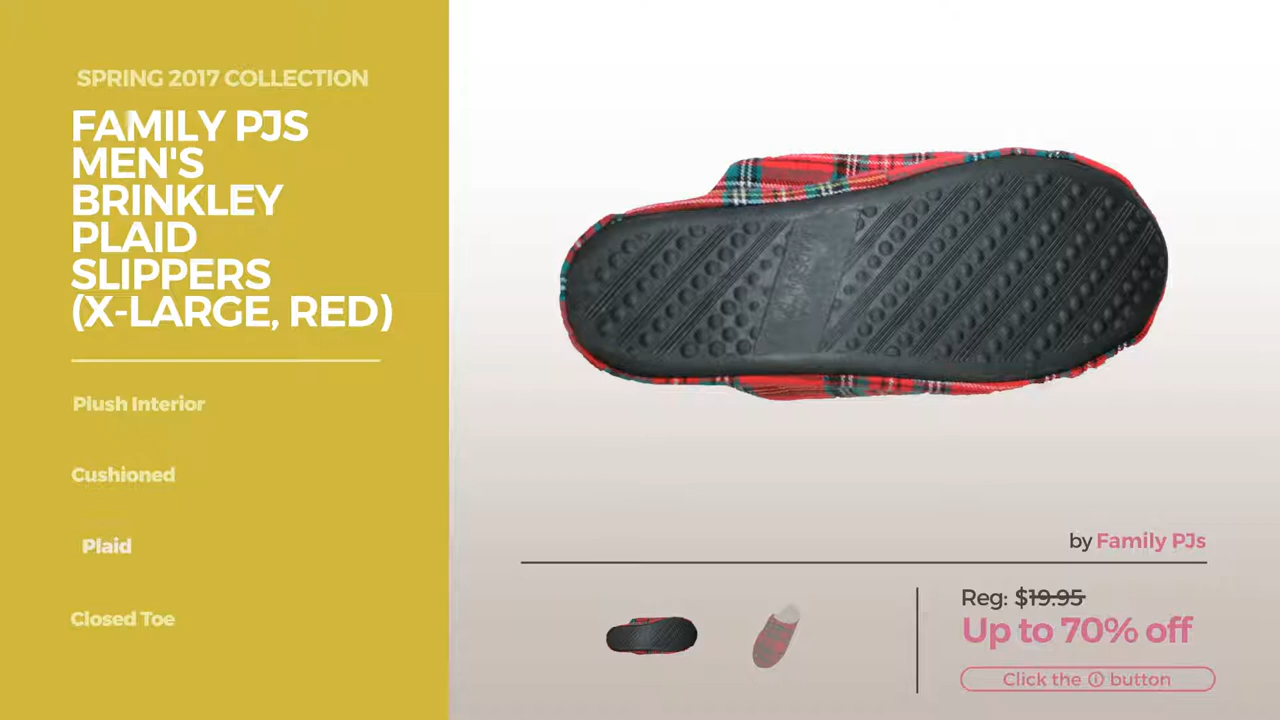 SPRING 2017 COLLECTION
FAMILY PJS
MEN'S
BRINKLEY
PLAID
SLIPPERS
(X-LARGE, RED)
Plush Interior
Cushioned
Plaid
Closed Toe
by Family PJs
Reg: $19.95
Up to 70% off
Click the ⓘ button